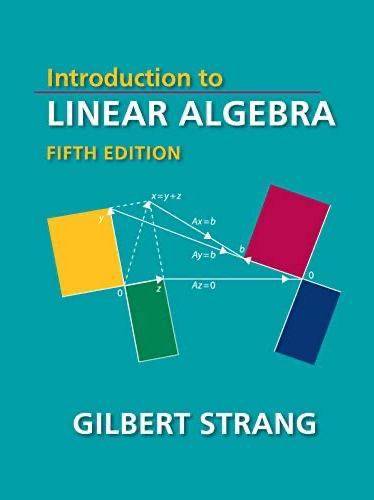 Introduction to
LINEAR ALGEBRA
FIFTH EDITION
x=y+z
y
Ax=b
b
Ay=b
0
0
z
Az=0
GILBERT STRANG